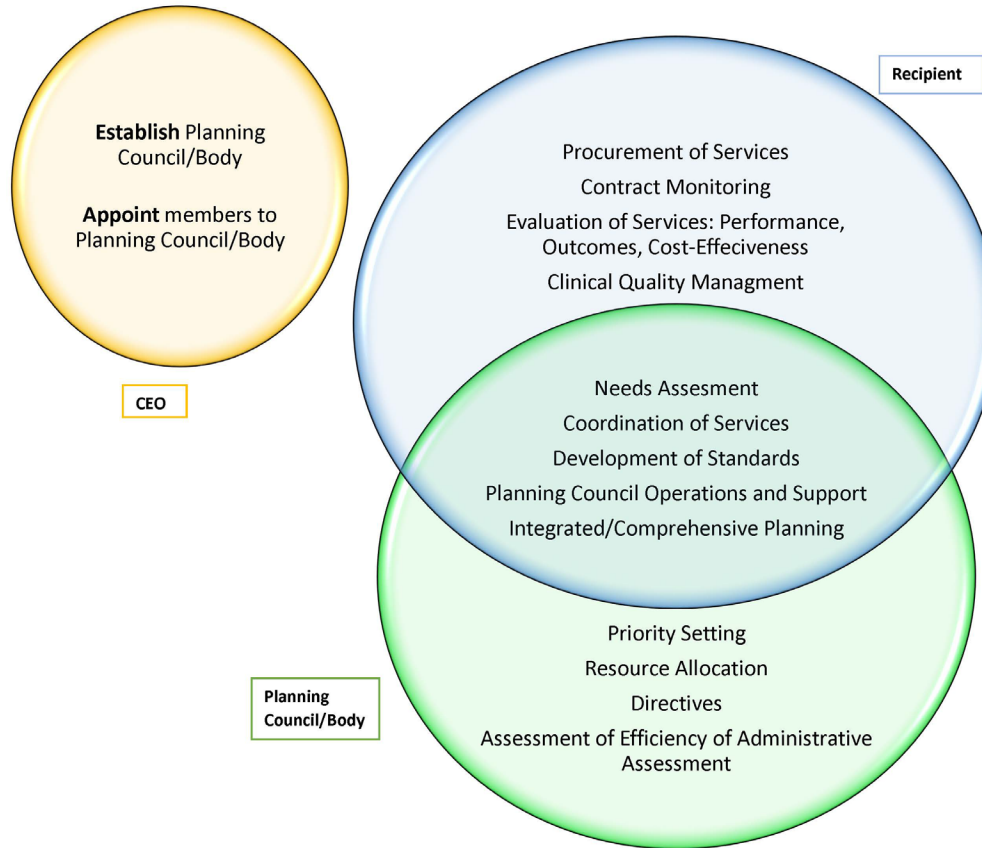 Establish Planning
Council/Body
Appoint members to
Planning Council/Body
CEO
Recipient
Procurement of Services
Contract Monitoring
Evaluation of Services: Performance,
Outcomes, Cost-Effeciveness
Clinical Quality Managment
Needs Assesment
Coordination of Services
Development of Standards
Planning Council Operations and Support
Integrated/Comprehensive Planning
Priority Setting
Resource Allocation
Directives
Assessment of Efficiency of Administrative
Assessment
Planning
Council/Body